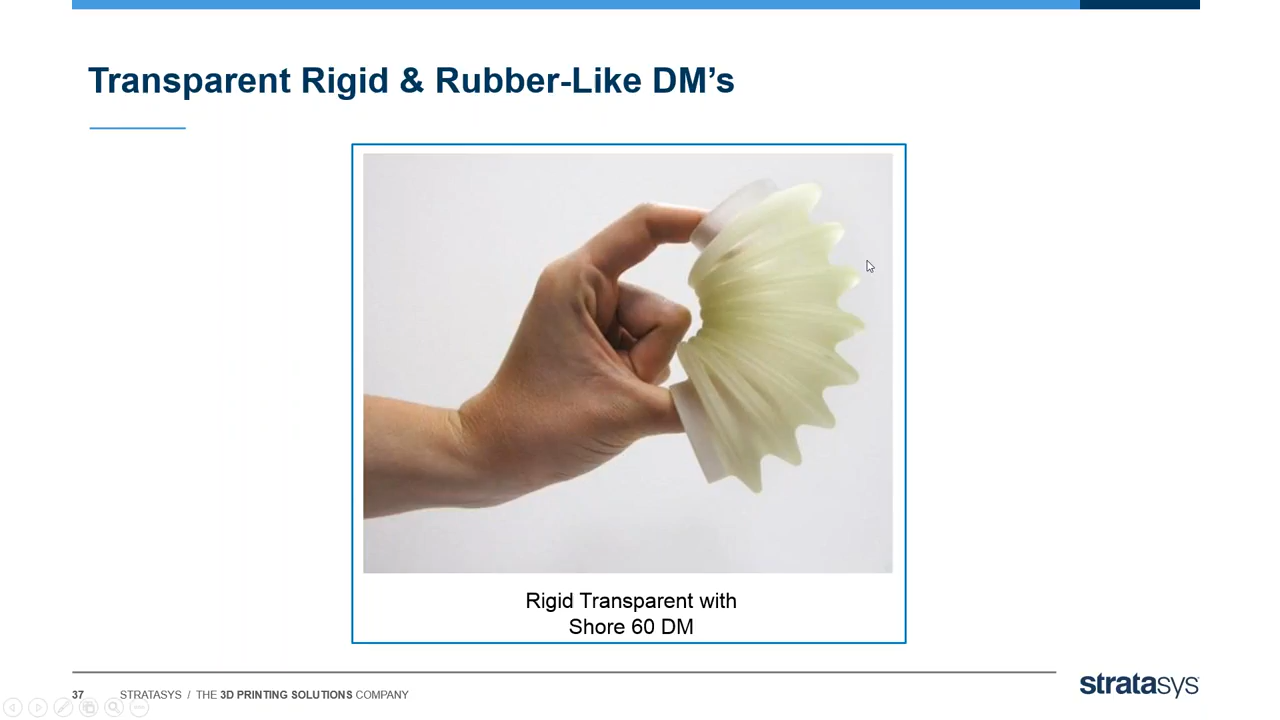 Transparent Rigid & Rubber-Like DM’s
Rigid Transparent with
Shore 60 DM
37 STRATASYS / THE 3D PRINTING SOLUTIONS COMPANY
stratasys